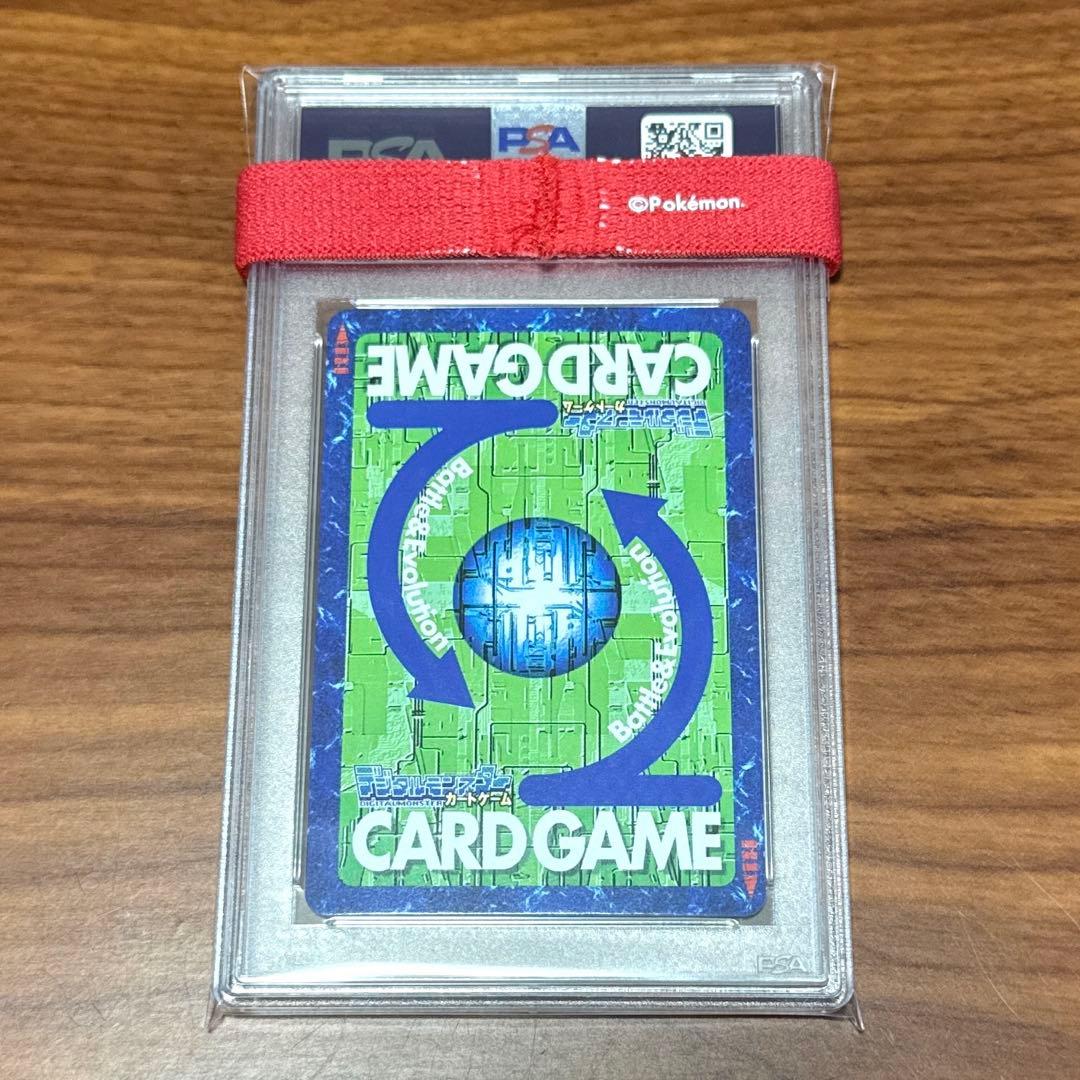 PSA
PSA
©Pokémon
CARD GAME
デジタルモンスター
DIGITALMONSTER
カードゲーム
Battle&Evolution
Battle&Evolution
デジタルモンスター
DIGITALMONSTER カードゲーム
CARD GAME
PSA